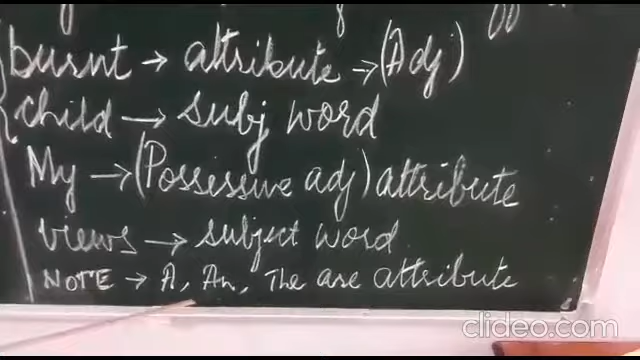 burnt → attribute → (Adj)
child → subj word
My → (Possessive adj) attribute
views → subject word
NOTE → A, An, The are attribute
clideo.com